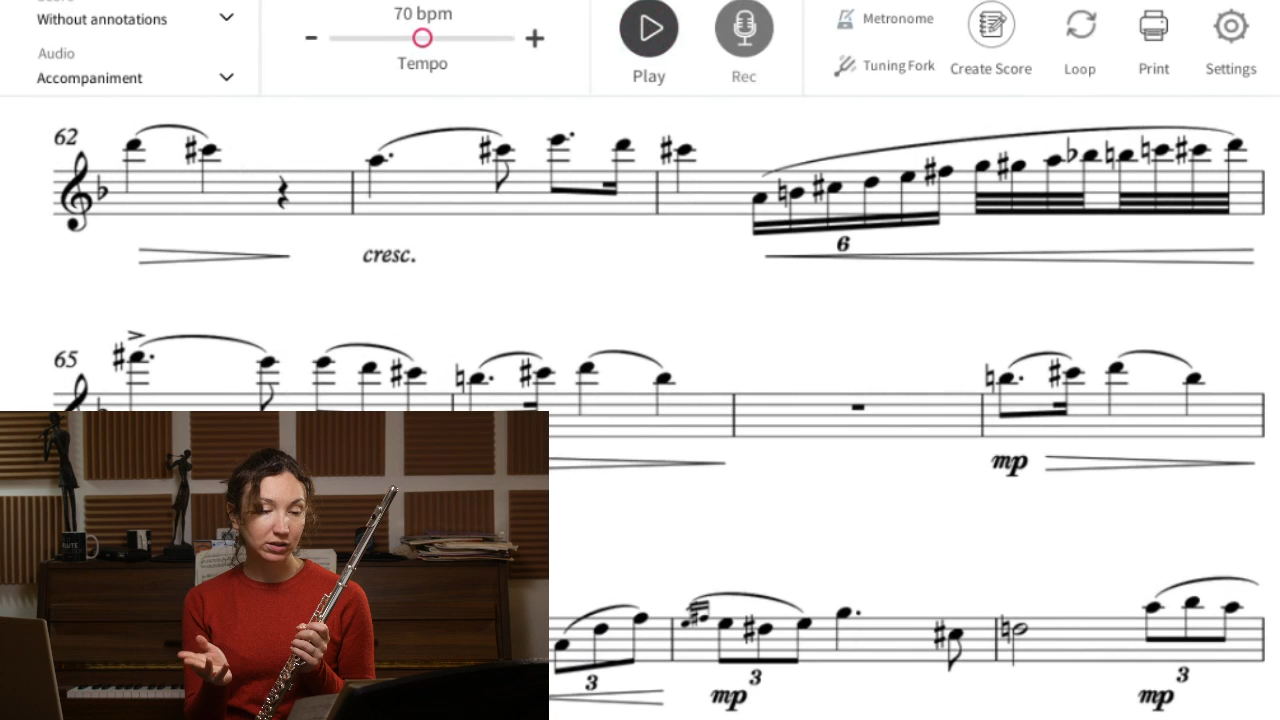 Without annotations
Audio
Accompaniment
70 bpm
Tempo
Play
Rec
Metronome
Tuning Fork
Create Score
Loop
Print
Settings
62
cresc.
6
65
mp
3
3
mp
3
mp